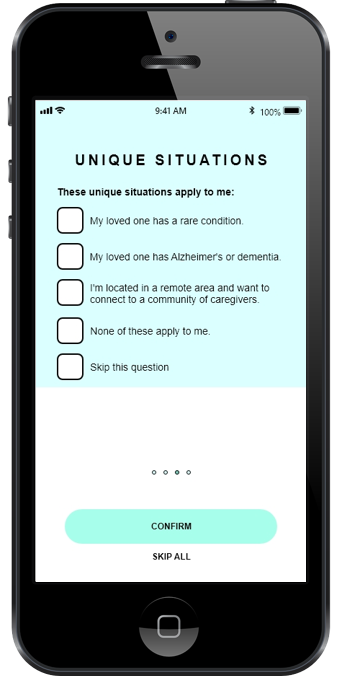 9:41 AM
100%
UNIQUE SITUATIONS
These unique situations apply to me:
My loved one has a rare condition.
My loved one has Alzheimer's or dementia.
I'm located in a remote area and want to
connect to a community of caregivers.
None of these apply to me.
Skip this question
CONFIRM
SKIP ALL